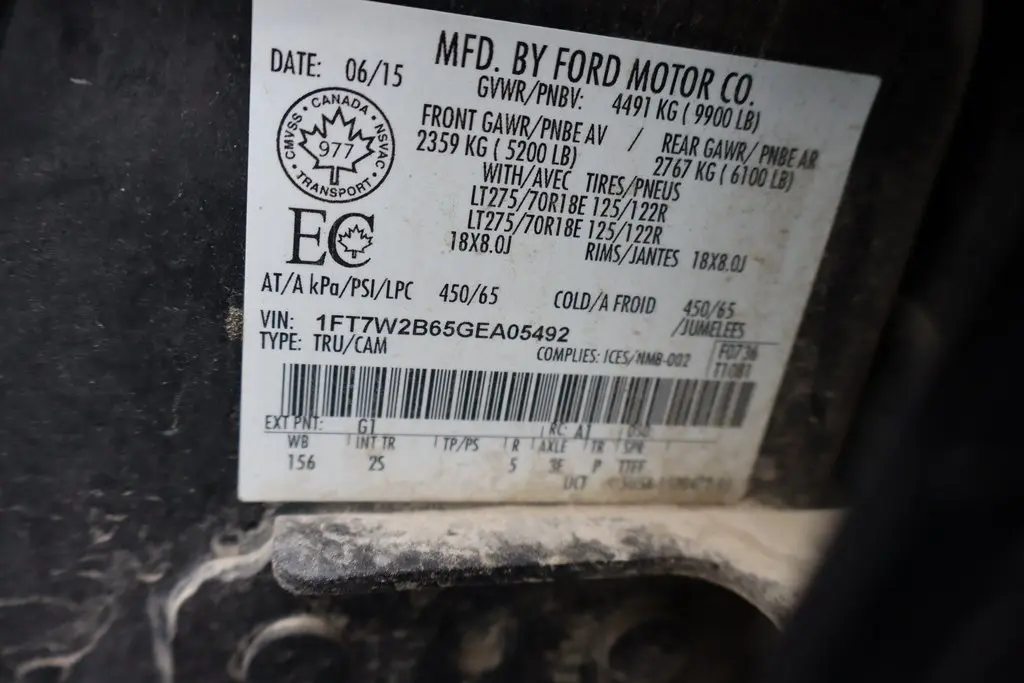 MFD. BY FORD MOTOR CO.
DATE: 06/15
GVWR/PNBV: 4491 KG ( 9900 LB)
FRONT GAWR/PNBE AV / REAR GAWR/ PNBE AR
2359 KG ( 5200 LB) 2767 KG ( 6100 LB)
WITH/AVEC TIRES/PNEUS
LT275/70R18E 125/122R
LT275/70R18E 125/122R
18X8.0J RIMS/JANTES 18X8.0J
CMVSS • CANADA • NSVAC • TRANSPORT •
977
EC
AT/A kPa/PSI/LPC 450/65 COLD/A FROID 450/65
/JUMELEES
VIN: 1FT7W2B65GEA05492
TYPE: TRU/CAM
COMPLIES: ICES/NMB-002
F0736
T1081
EXT PNT: G1 RC: A1
WB INT TR TP/PS R AXLE TR SPR
156 2S 5 3E P
UCT